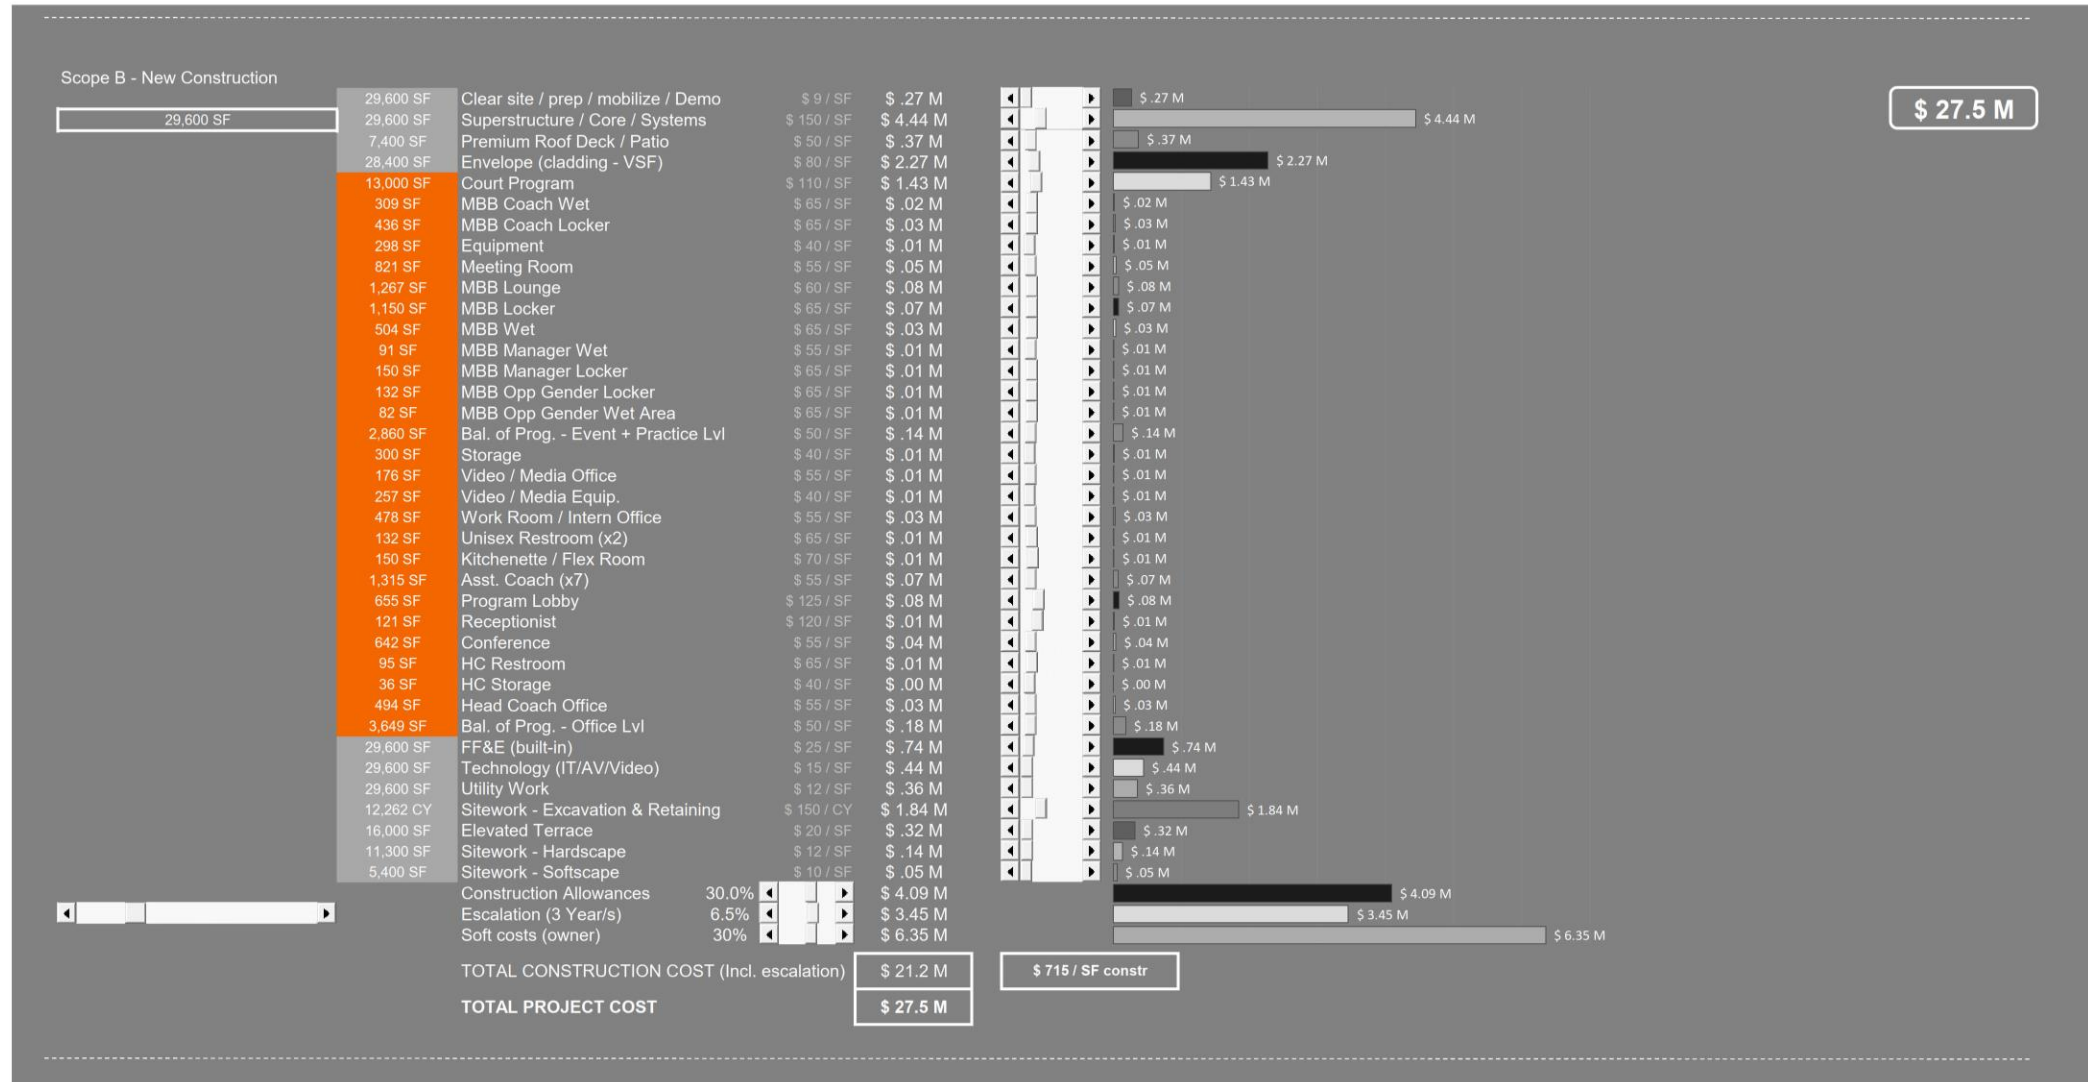 Scope B - New Construction
29,600 SF
$ 27.5 M
29,600 SF Clear site / prep / mobilize / Demo $ 9 / SF $ .27 M $ .27 M
29,600 SF Superstructure / Core / Systems $ 150 / SF $ 4.44 M $ 4.44 M
7,400 SF Premium Roof Deck / Patio $ 50 / SF $ .37 M $ .37 M
28,400 SF Envelope (cladding - VSF) $ 80 / SF $ 2.27 M $ 2.27 M
13,000 SF Court Program $ 110 / SF $ 1.43 M $ 1.43 M
309 SF MBB Coach Wet $ 65 / SF $ .02 M $ .02 M
436 SF MBB Coach Locker $ 65 / SF $ .03 M $ .03 M
298 SF Equipment $ 40 / SF $ .01 M $ .01 M
821 SF Meeting Room $ 55 / SF $ .05 M $ .05 M
1,267 SF MBB Lounge $ 60 / SF $ .08 M $ .08 M
1,150 SF MBB Locker $ 65 / SF $ .07 M $ .07 M
504 SF MBB Wet $ 65 / SF $ .03 M $ .03 M
91 SF MBB Manager Wet $ 55 / SF $ .01 M $ .01 M
150 SF MBB Manager Locker $ 65 / SF $ .01 M $ .01 M
132 SF MBB Opp Gender Locker $ 65 / SF $ .01 M $ .01 M
82 SF MBB Opp Gender Wet Area $ 65 / SF $ .01 M $ .01 M
2,860 SF Bal. of Prog. - Event + Practice Lvl $ 50 / SF $ .14 M $ .14 M
300 SF Storage $ 40 / SF $ .01 M $ .01 M
176 SF Video / Media Office $ 55 / SF $ .01 M $ .01 M
257 SF Video / Media Equip. $ 40 / SF $ .01 M $ .01 M
478 SF Work Room / Intern Office $ 55 / SF $ .03 M $ .03 M
132 SF Unisex Restroom (x2) $ 65 / SF $ .01 M $ .01 M
150 SF Kitchenette / Flex Room $ 70 / SF $ .01 M $ .01 M
1,315 SF Asst. Coach (x7) $ 55 / SF $ .07 M $ .07 M
655 SF Program Lobby $ 125 / SF $ .08 M $ .08 M
121 SF Receptionist $ 120 / SF $ .01 M $ .01 M
642 SF Conference $ 55 / SF $ .04 M $ .04 M
95 SF HC Restroom $ 65 / SF $ .01 M $ .01 M
36 SF HC Storage $ 40 / SF $ .00 M $ .00 M
494 SF Head Coach Office $ 55 / SF $ .03 M $ .03 M
3,649 SF Bal. of Prog. - Office Lvl $ 50 / SF $ .18 M $ .18 M
29,600 SF FF&E (built-in) $ 25 / SF $ .74 M $ .74 M
29,600 SF Technology (IT/AV/Video) $ 15 / SF $ .44 M $ .44 M
29,600 SF Utility Work $ 12 / SF $ .36 M $ .36 M
12,262 CY Sitework - Excavation & Retaining $ 150 / CY $ 1.84 M $ 1.84 M
16,000 SF Elevated Terrace $ 20 / SF $ .32 M $ .32 M
11,300 SF Sitework - Hardscape $ 12 / SF $ .14 M $ .14 M
5,400 SF Sitework - Softscape $ 10 / SF $ .05 M $ .05 M
Construction Allowances 30.0% $ 4.09 M $ 4.09 M
Escalation (3 Year/s) 6.5% $ 3.45 M $ 3.45 M
Soft costs (owner) 30% $ 6.35 M $ 6.35 M
TOTAL CONSTRUCTION COST (Incl. escalation) $ 21.2 M $ 715 / SF constr
TOTAL PROJECT COST $ 27.5 M